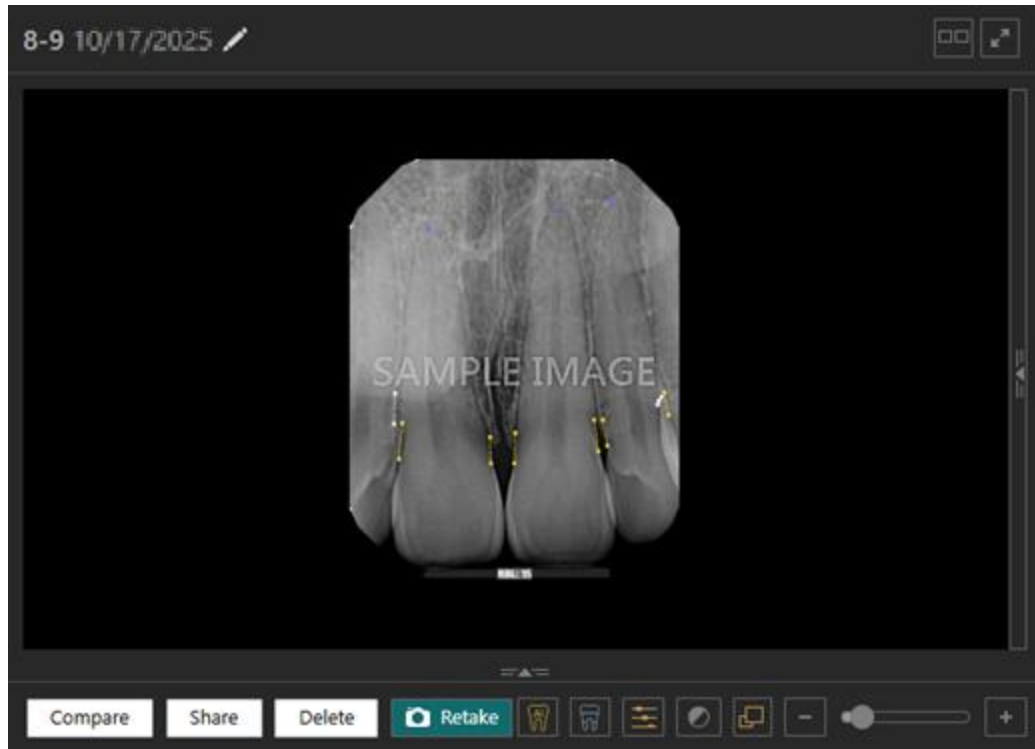 8-9 10/17/2025
SAMPLE IMAGE
Compare
Share
Delete
Retake